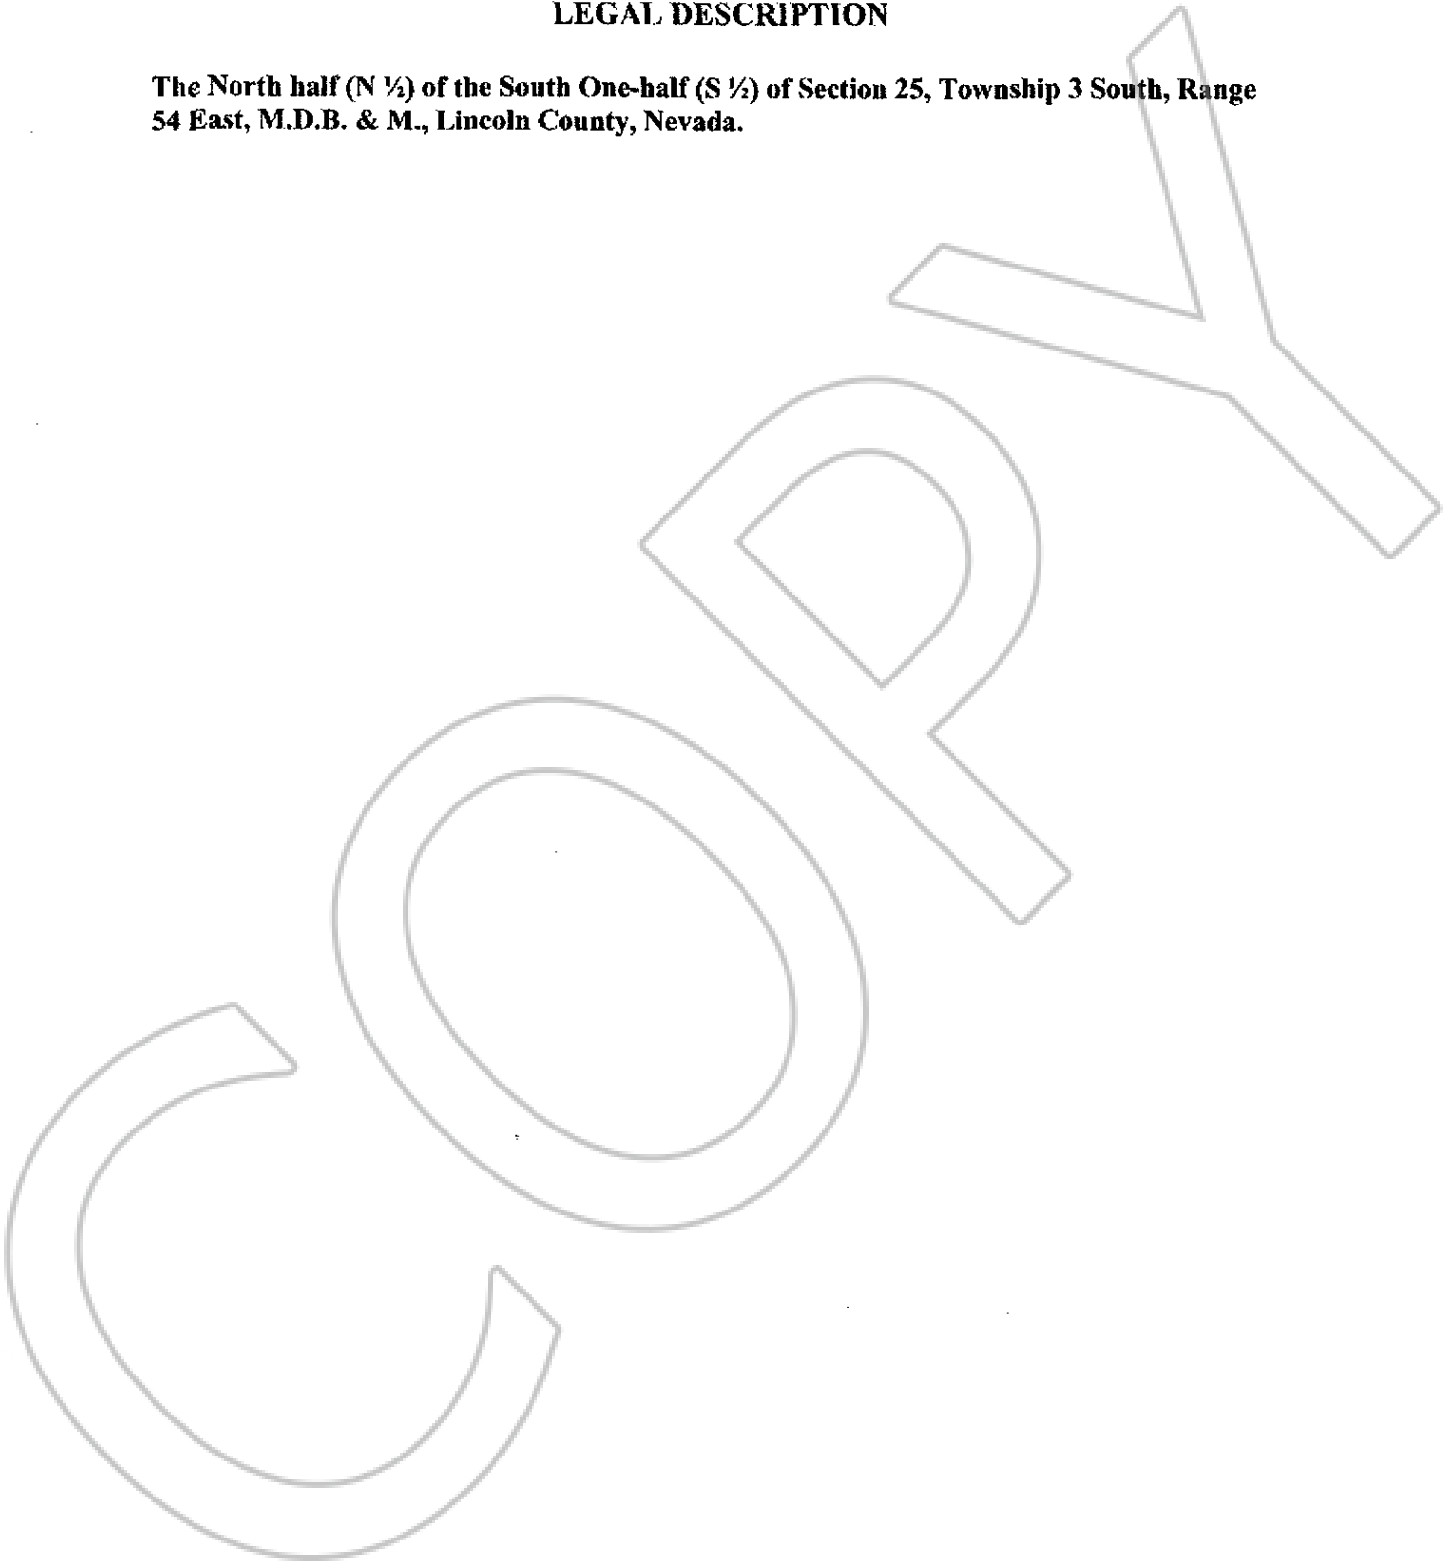 LEGAL DESCRIPTION
The North half (N ½) of the South One-half (S ½) of Section 25, Township 3 South, Range
54 East, M.D.B. & M., Lincoln County, Nevada.
COPY